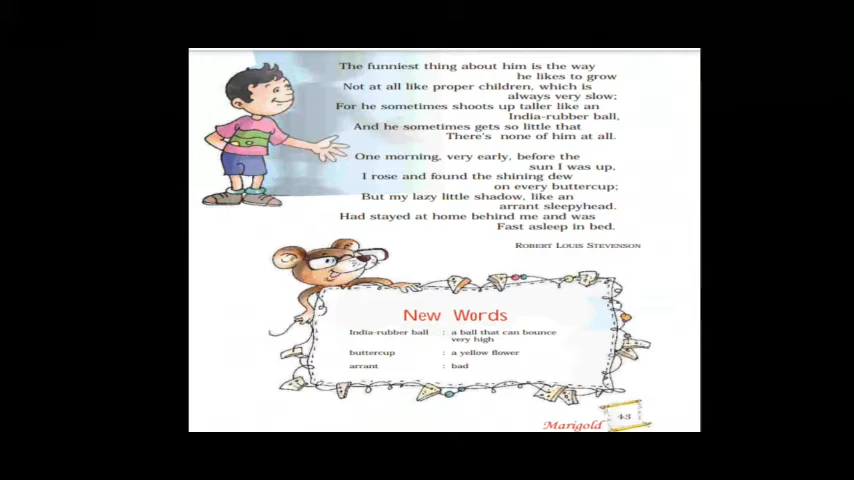 The funniest thing about him is the way
he likes to grow
Not at all like proper children, which is
always very slow;
For he sometimes shoots up taller like an
India-rubber ball,
And he sometimes gets so little that
There's none of him at all.
One morning, very early, before the
sun I was up,
I rose and found the shining dew
on every buttercup;
But my lazy little shadow, like an
arrant sleepyhead.
Had stayed at home behind me and was
Fast asleep in bed.
ROBERT LOUIS STEVENSON
New Words
India-rubber ball : a ball that can bounce
very high
buttercup : a yellow flower
arrant : bad
43
Marigold